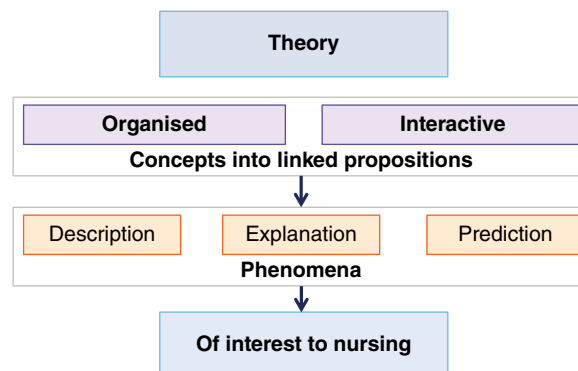 Theory
Organised Interactive
Concepts into linked propositions
Description Explanation Prediction
Phenomena
Of interest to nursing